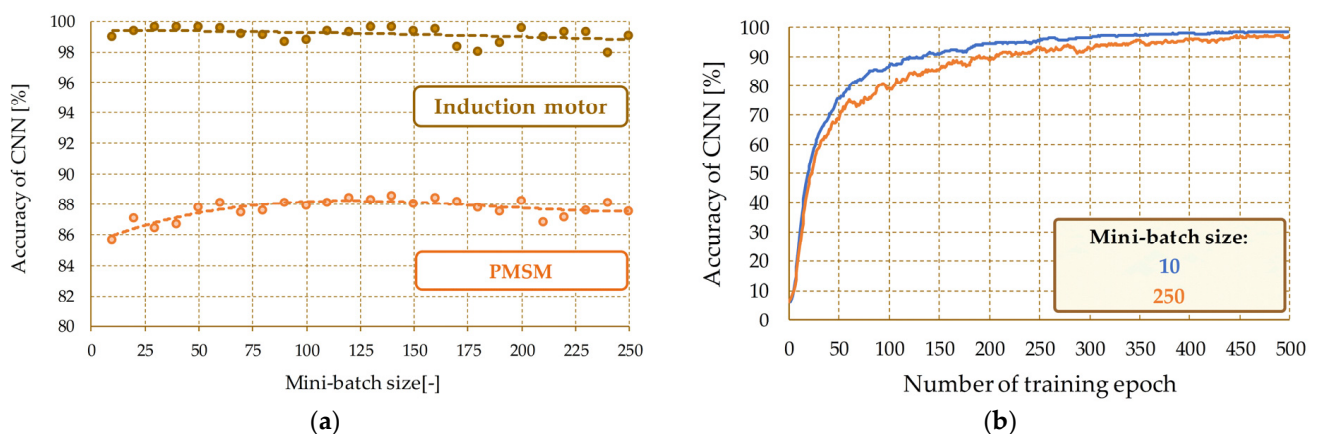 Accuracy of CNN [%]
100
98
96
94
92
90
88
86
84
82
80
Induction motor
PMSM
0 25 50 75 100 125 150 175 200 225 250
Mini-batch size[-]
(a)
Accuracy of CNN [%]
100
90
80
70
60
50
40
30
20
10
0
Mini-batch size:
10
250
0 50 100 150 200 250 300 350 400 450 500
Number of training epoch
(b)